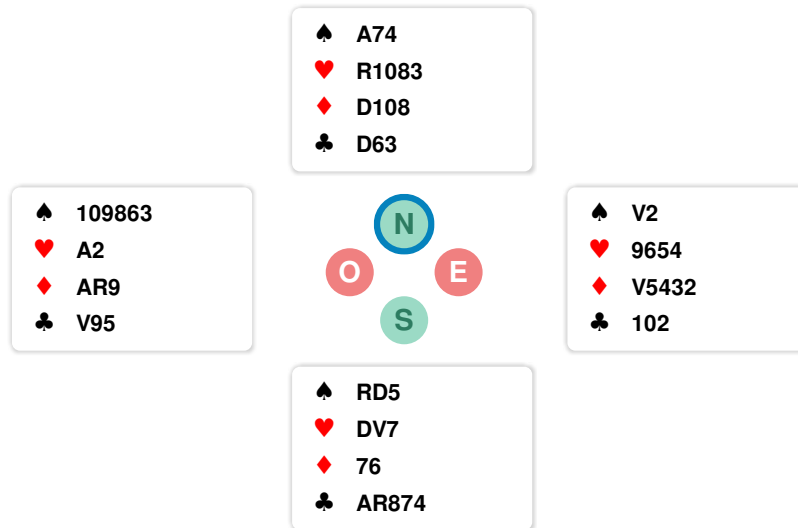 ♠ A74
♥ R1083
♦ D108
♣ D63
♠ 109863
♥ A2
♦ AR9
♣ V95
N
O E
S
♠ V2
♥ 9654
♦ V5432
♣ 102
♠ RD5
♥ DV7
♦ 76
♣ AR874